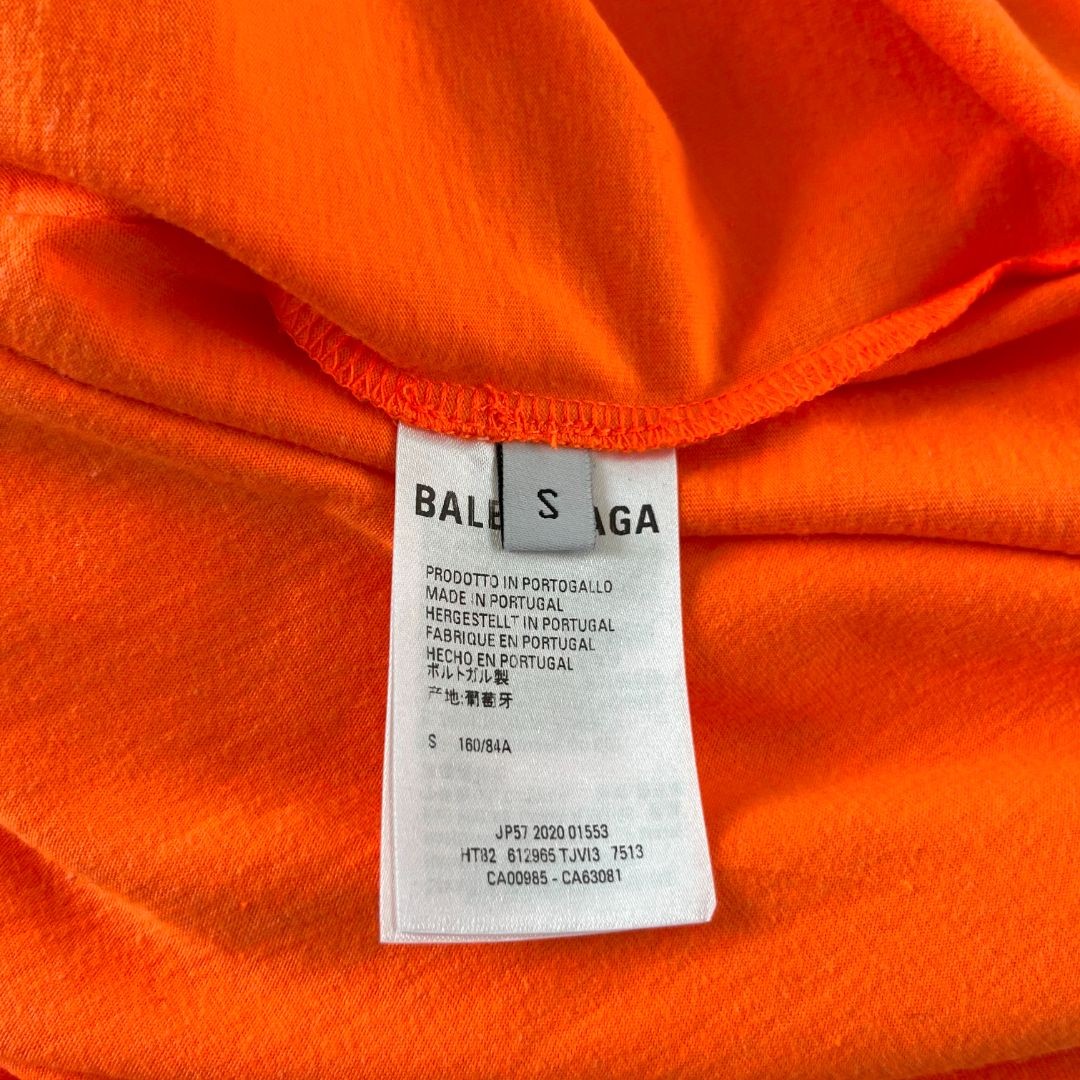 BALE AGA
S
PRODOTTO IN PORTOGALLO
MADE IN PORTUGAL
HERGESTELLT IN PORTUGAL
FABRIQUE EN PORTUGAL
HECHO EN PORTUGAL
ポルトガル製
产地:葡萄牙
S 160/84A
JP57 2020 01553
HT82 612965 TJVI3 7513
CA00985 - CA63081